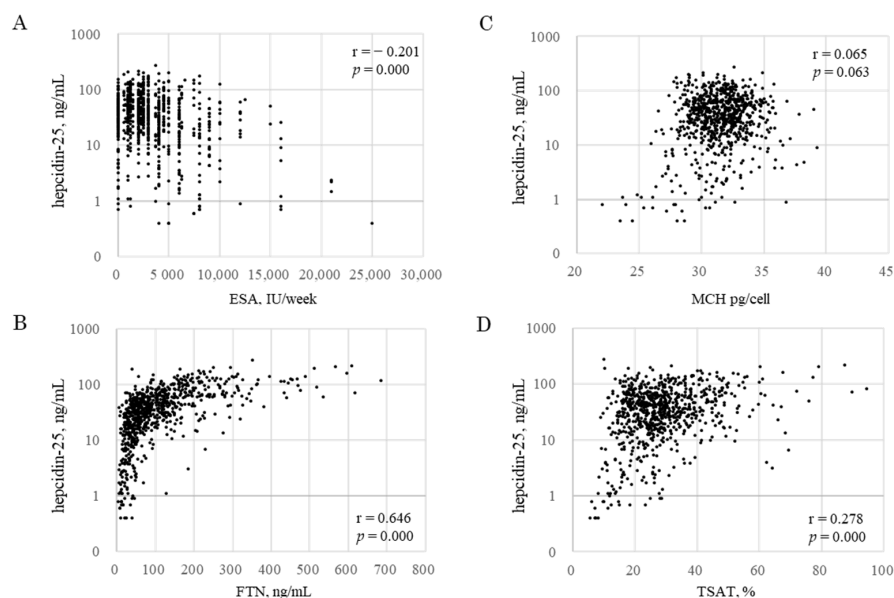 A
hepcidin-25, ng/mL
1000
100
10
1
0
r = − 0.201
p = 0.000
0
5 000
10,000
15,000
20,000
25,000
30,000
ESA, IU/week
C
hepcidin-25, ng/mL
1000
100
10
1
0
r = 0.065
p = 0.063
20
25
30
35
40
45
MCH pg/cell
B
hepcidin-25, ng/mL
1000
100
10
1
0
r = 0.646
p = 0.000
0
100
200
300
400
500
600
700
800
FTN, ng/mL
D
hepcidin-25, ng/mL
1000
100
10
1
0
r = 0.278
p = 0.000
0
20
40
60
80
100
TSAT, %